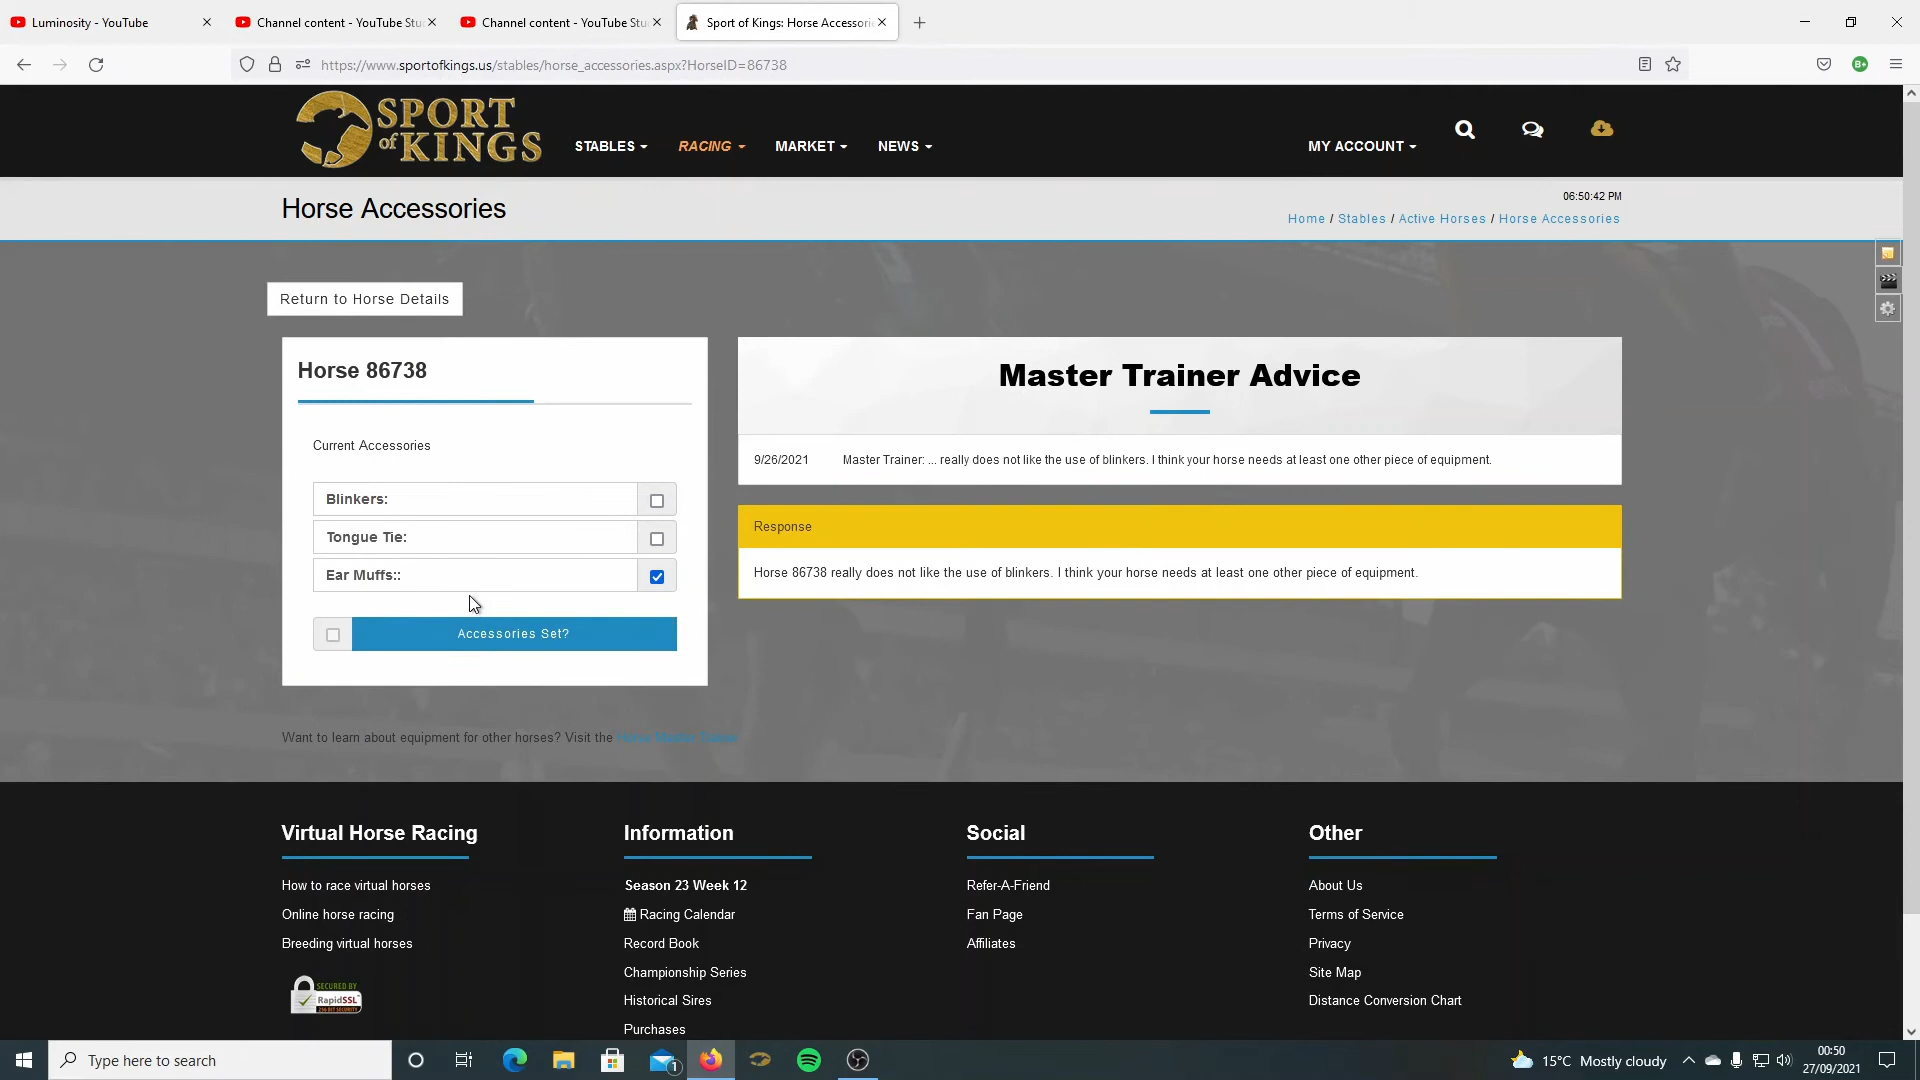 Luminosity - YouTube
Channel content - YouTube Stu
Channel content - YouTube Stu
Sport of Kings: Horse Accessorie
https://www.sportofkings.us/stables/horse_accessories.aspx?HorseID=86738
SPORT of KINGS
STABLES
RACING
MARKET
NEWS
MY ACCOUNT
Horse Accessories
06:50:42 PM
Home / Stables / Active Horses / Horse Accessories
Return to Horse Details
Horse 86738
Current Accessories
Blinkers:
Tongue Tie:
Ear Muffs::
Accessories Set?
Master Trainer Advice
9/26/2021 Master Trainer: ... really does not like the use of blinkers. I think your horse needs at least one other piece of equipment.
Response
Horse 86738 really does not like the use of blinkers. I think your horse needs at least one other piece of equipment.
Want to learn about equipment for other horses? Visit the Horse Master Trainer
Virtual Horse Racing
How to race virtual horses
Online horse racing
Breeding virtual horses
SECURED BY
RapidSSL
Information
Season 23 Week 12
Racing Calendar
Record Book
Championship Series
Historical Sires
Purchases
Social
Refer-A-Friend
Fan Page
Affiliates
Other
About Us
Terms of Service
Privacy
Site Map
Distance Conversion Chart
Type here to search
1
15°C Mostly cloudy
00:50
27/09/2021